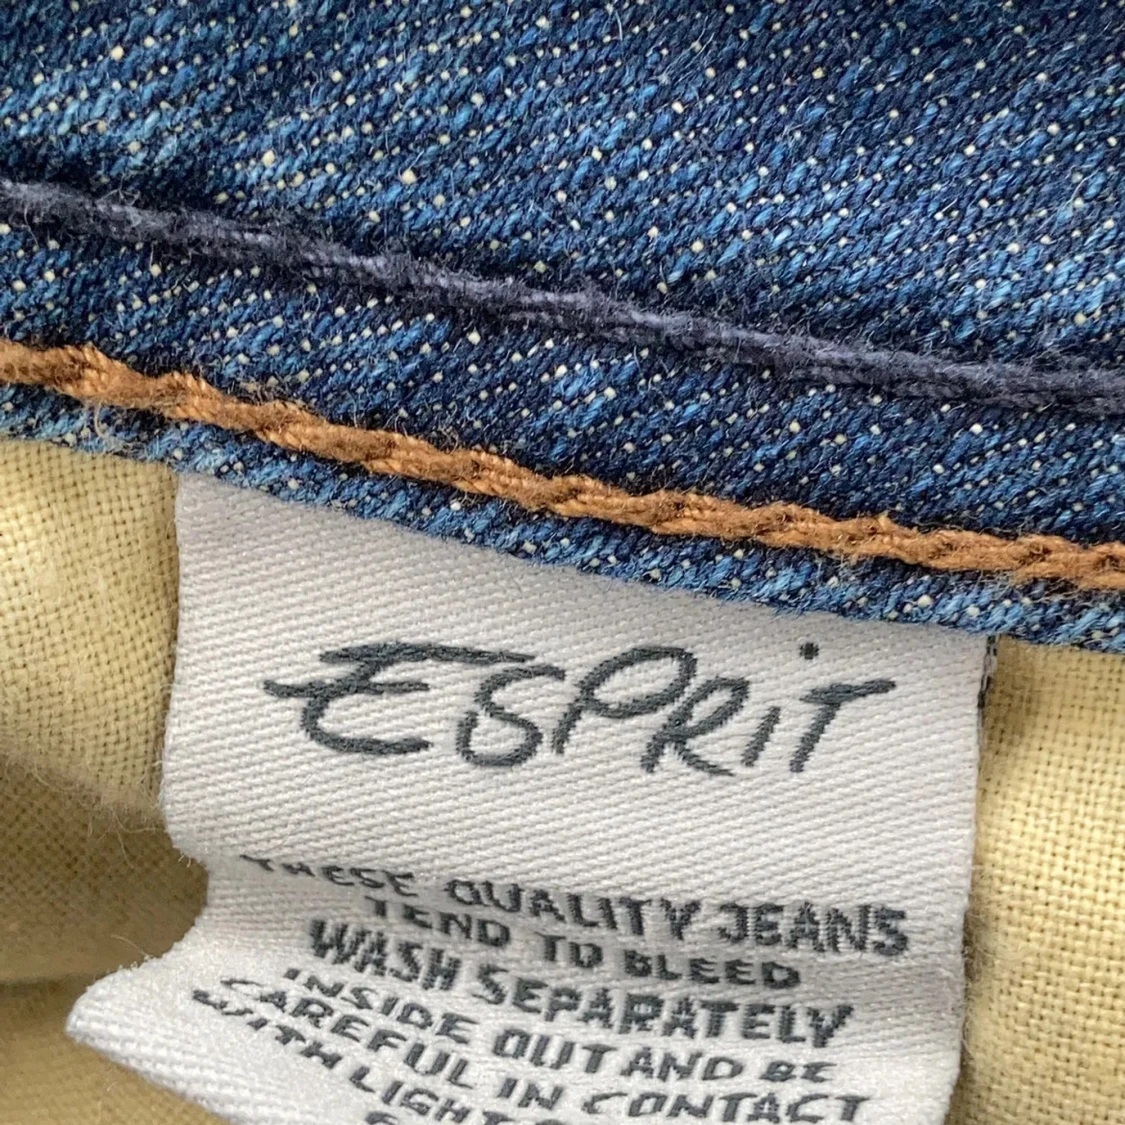 ESPRiT
THESE QUALITY JEANS
TEND TO BLEED
WASH SEPARATELY
INSIDE OUT AND BE
CAREFUL IN CONTACT
WITH LIGHT